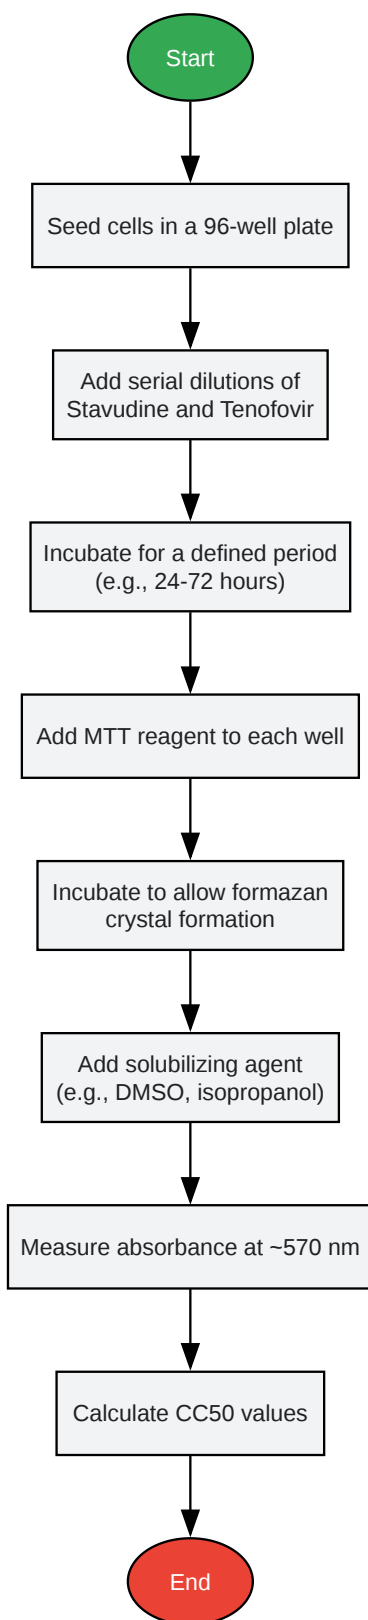 Start
Seed cells in a 96-well plate
Add serial dilutions of
Stavudine and Tenofovir
Incubate for a defined period
(e.g., 24-72 hours)
Add MTT reagent to each well
Incubate to allow formazan
crystal formation
Add solubilizing agent
(e.g., DMSO, isopropanol)
Measure absorbance at ~570 nm
Calculate CC50 values
End